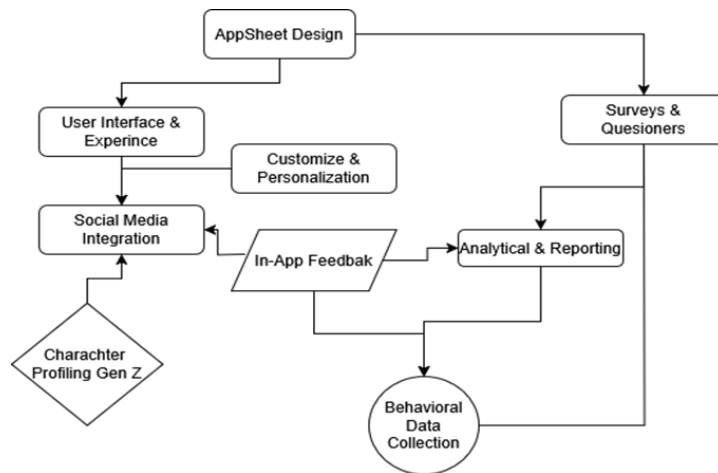 AppSheet Design
User Interface &
Experince
Surveys &
Quesioners
Customize &
Personalization
Social Media
Integration
In-App Feedbak
Analytical & Reporting
Charachter
Profiling Gen Z
Behavioral
Data
Collection